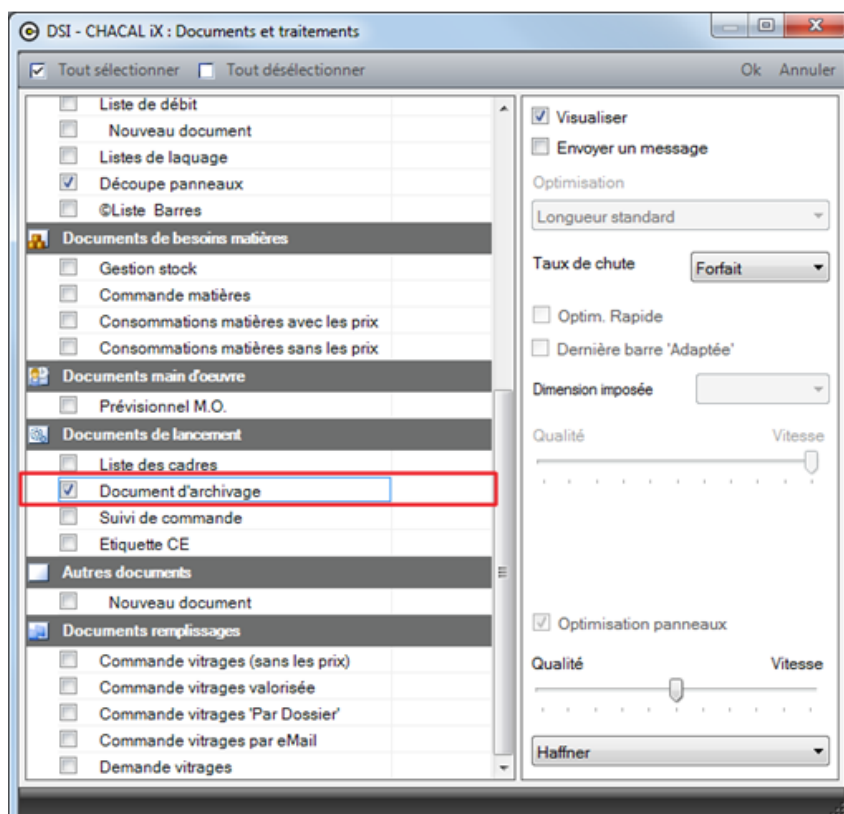 DSI - CHACAL iX : Documents et traitements
Tout sélectionner Tout désélectionner Ok Annuler
Liste de débit
Nouveau document
Listes de laquage
Découpe panneaux
©Liste Barres
Documents de besoins matières
Gestion stock
Commande matières
Consommations matières avec les prix
Consommations matières sans les prix
Documents main d'oeuvre
Prévisionnel M.O.
Documents de lancement
Liste des cadres
Document d'archivage
Suivi de commande
Etiquette CE
Autres documents
Nouveau document
Documents remplissages
Commande vitrages (sans les prix)
Commande vitrages valorisée
Commande vitrages 'Par Dossier'
Commande vitrages par eMail
Demande vitrages
Visualiser
Envoyer un message
Optimisation
Longueur standard
Taux de chute Forfait
Optim. Rapide
Dernière barre 'Adaptée'
Dimension imposée
Qualité Vitesse
Optimisation panneaux
Qualité Vitesse
Haffner